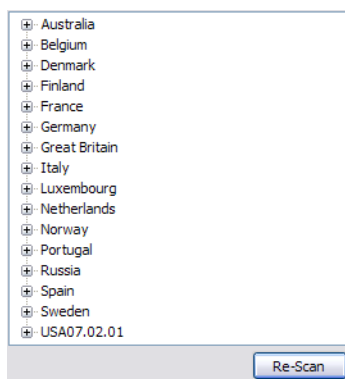 Australia
Belgium
Denmark
Finland
France
Germany
Great Britain
Italy
Luxembourg
Netherlands
Norway
Portugal
Russia
Spain
Sweden
USA07.02.01
Re-Scan